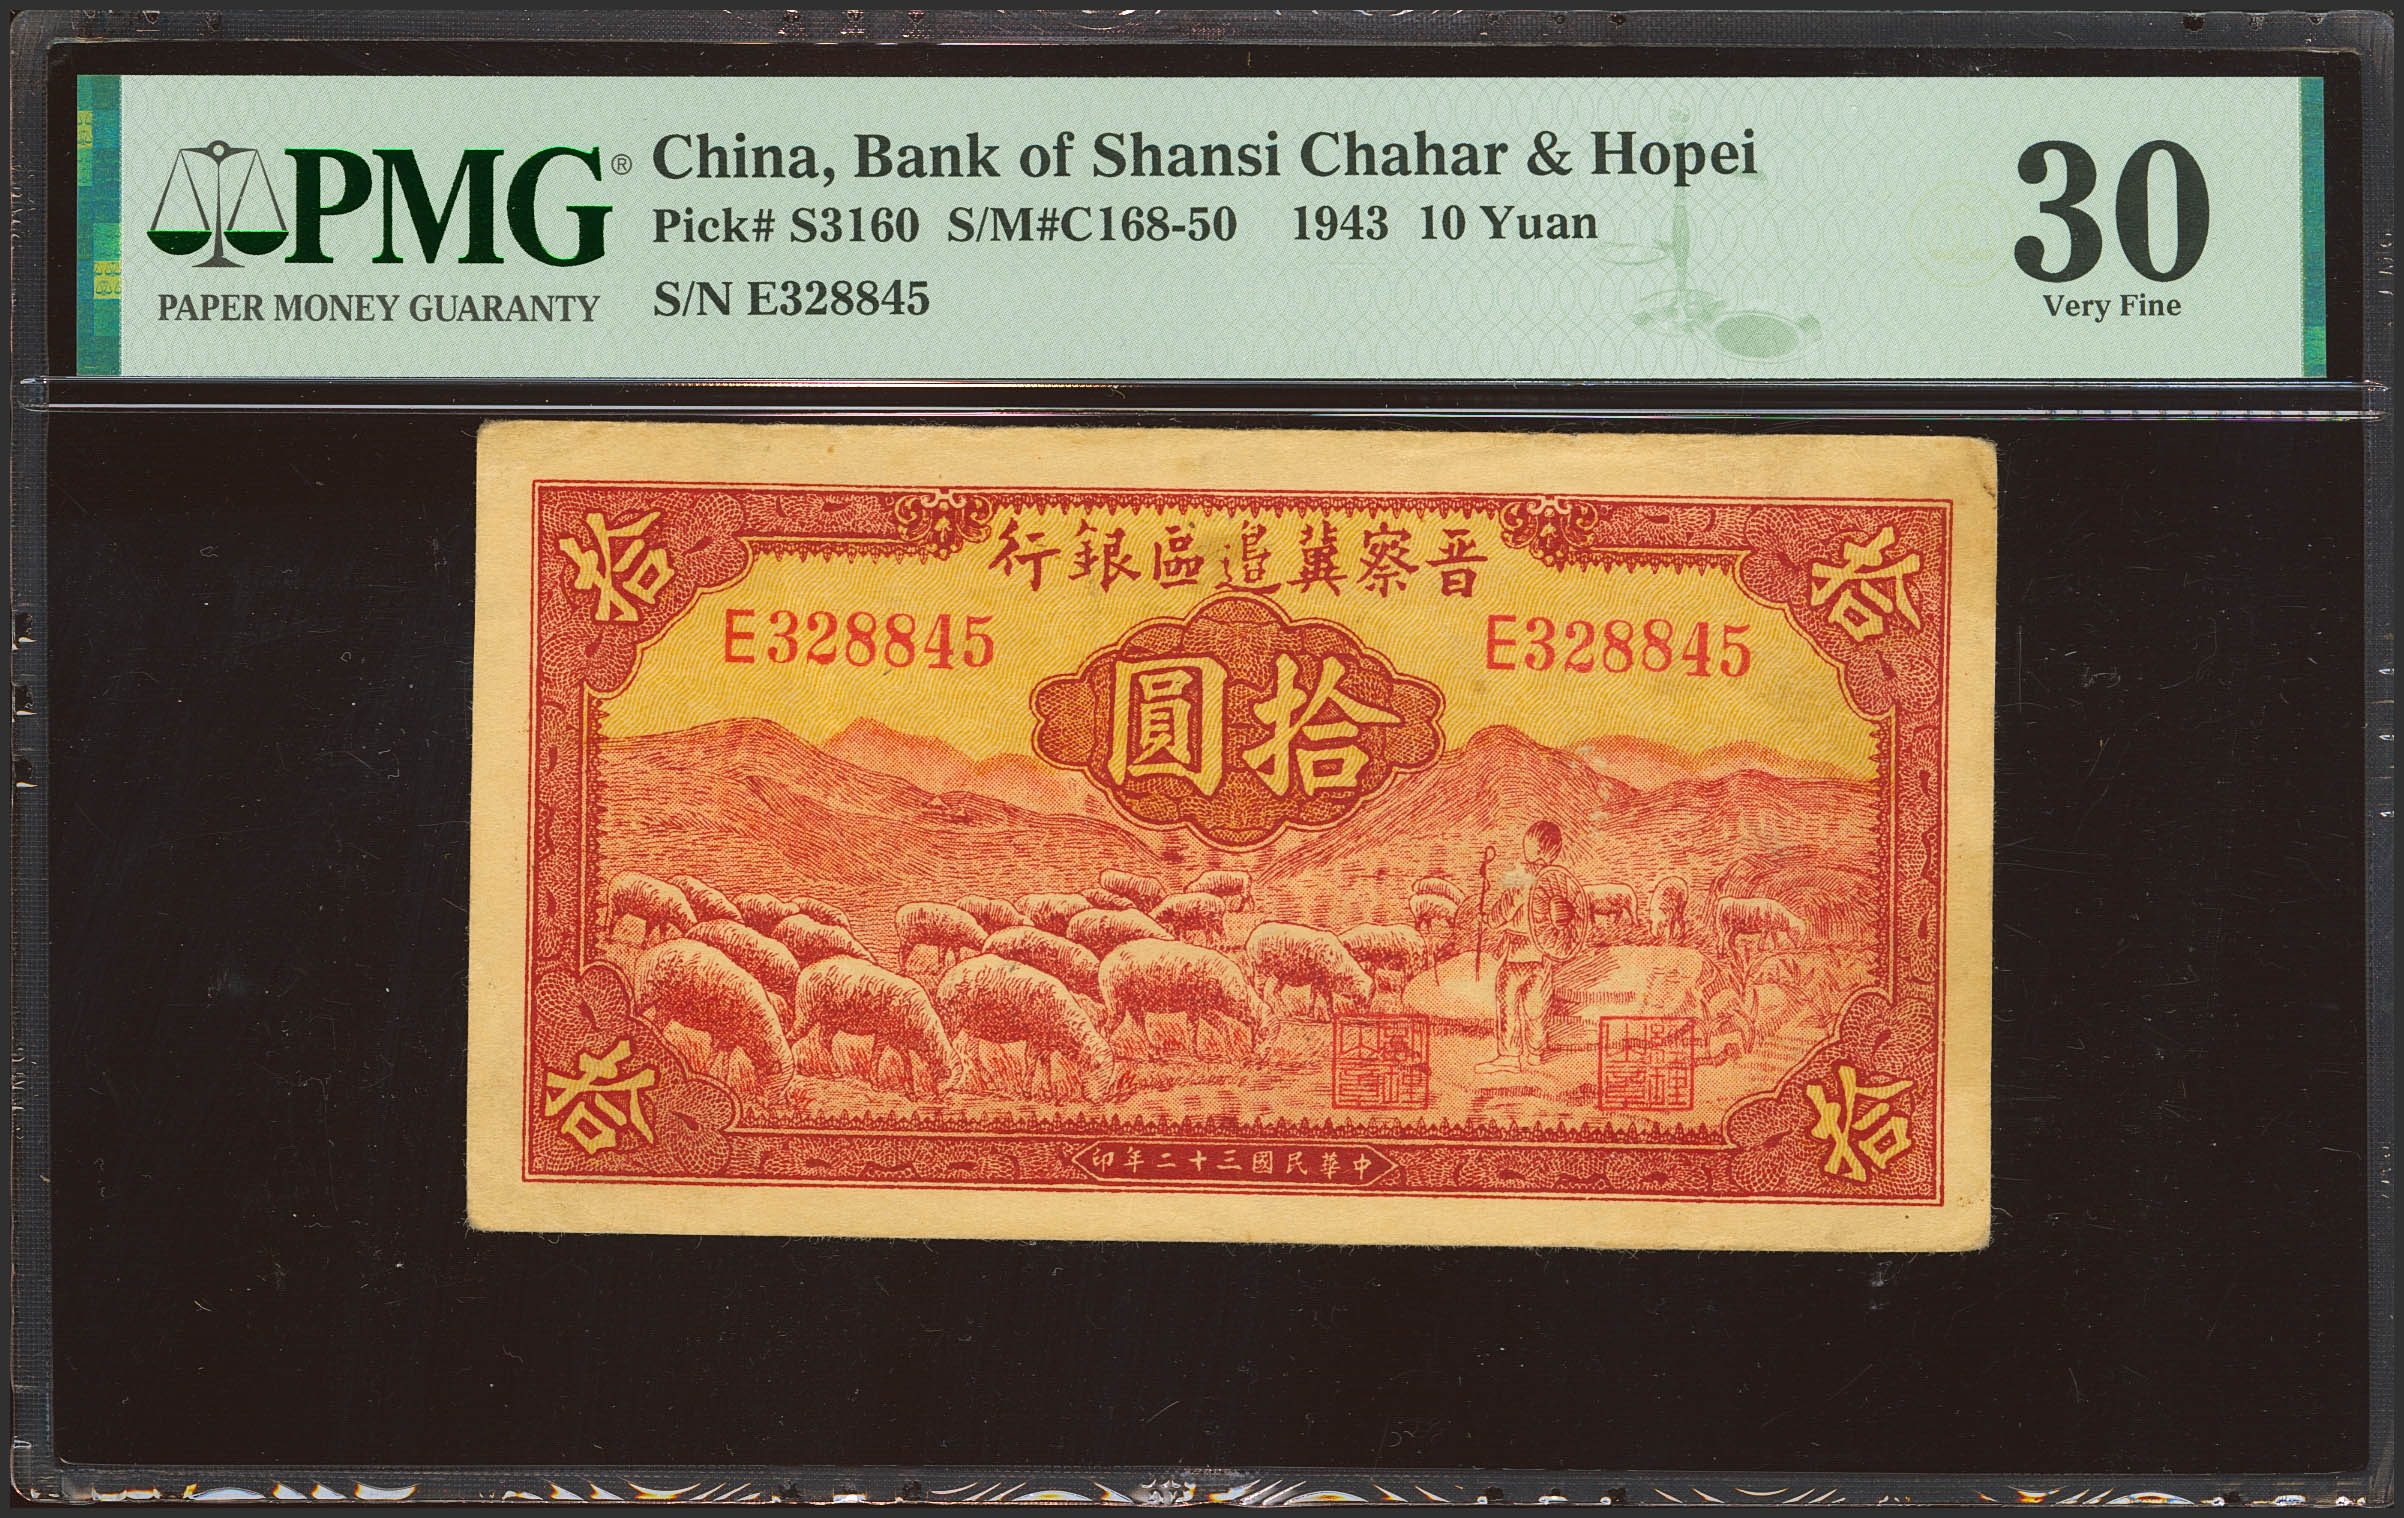 PMG®
PAPER MONEY GUARANTY
China, Bank of Shansi Chahar & Hopei
Pick# S3160 S/M#C168-50 1943 10 Yuan
S/N E328845
30
Very Fine
拾
拾
行銀區邉冀察晋
E328845
E328845
圓拾
拾
拾
印年二十三國民華中